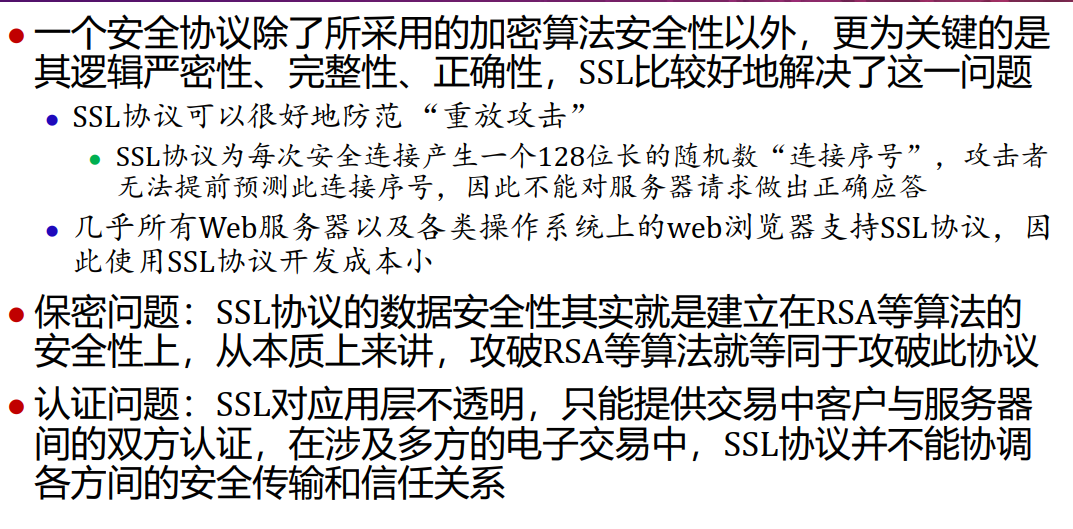 一个安全协议除了所采用的加密算法安全性以外，更为关键的是
其逻辑严密性、完整性、正确性，SSL比较好地解决了这一问题
SSL协议可以很好地防范“重放攻击”
SSL协议为每次安全连接产生一个128位长的随机数“连接序号”，攻击者
无法提前预测此连接序号，因此不能对服务器请求做出正确应答
几乎所有Web服务器以及各类操作系统上的web浏览器支持SSL协议，因
此使用SSL协议开发成本小
保密问题：SSL协议的数据安全性其实就是建立在RSA等算法的
安全性上，从本质上来讲，攻破RSA等算法就等同于攻破此协议
认证问题：SSL对应用层不透明，只能提供交易中客户与服务器
间的双方认证，在涉及多方的电子交易中，SSL协议并不能协调
各方间的安全传输和信任关系